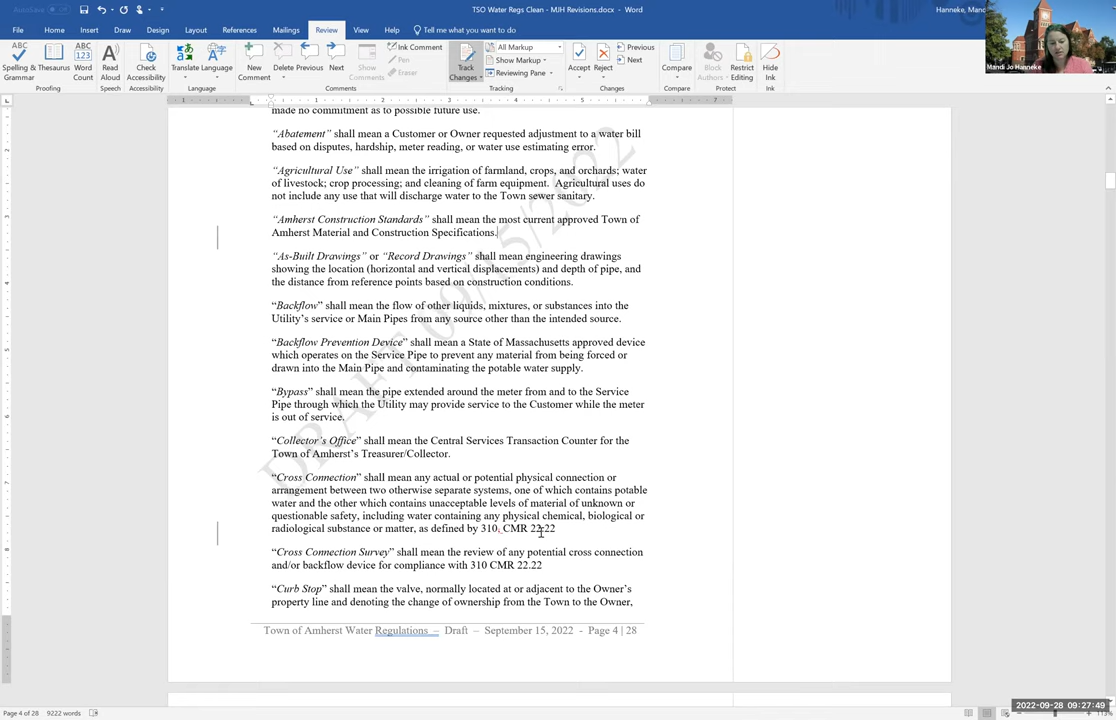 AutoSave
TSO Water Regs Clean - MJH Revisions.docx - Word
Hanneke, Mand
File Home Insert Draw Design Layout References Mailings Review View Help Tell me what you want to do
Spelling & Grammar
Thesaurus
Word Count
Read Aloud
Check Accessibility
Translate
Language
New Comment
Delete
Previous
Next
Show Comments
Ink Comment
Pen
Eraser
Track Changes
All Markup
Show Markup
Reviewing Pane
Accept
Reject
Previous
Next
Compare
Block Authors
Restrict Editing
Hide Ink
Proofing Speech Accessibility Language Comments Tracking Changes Compare Protect Ink
Mandi Jo Hanneke
made no commitment as to possible future use.
“Abatement” shall mean a Customer or Owner requested adjustment to a water bill
based on disputes, hardship, meter reading, or water use estimating error.
“Agricultural Use” shall mean the irrigation of farmland, crops, and orchards; water
of livestock; crop processing; and cleaning of farm equipment. Agricultural uses do
not include any use that will discharge water to the Town sewer sanitary.
“Amherst Construction Standards” shall mean the most current approved Town of
Amherst Material and Construction Specifications.
“As-Built Drawings” or “Record Drawings” shall mean engineering drawings
showing the location (horizontal and vertical displacements) and depth of pipe, and
the distance from reference points based on construction conditions.
“Backflow” shall mean the flow of other liquids, mixtures, or substances into the
Utility’s service or Main Pipes from any source other than the intended source.
“Backflow Prevention Device” shall mean a State of Massachusetts approved device
which operates on the Service Pipe to prevent any material from being forced or
drawn into the Main Pipe and contaminating the potable water supply.
“Bypass” shall mean the pipe extended around the meter from and to the Service
Pipe through which the Utility may provide service to the Customer while the meter
is out of service.
“Collector’s Office” shall mean the Central Services Transaction Counter for the
Town of Amherst’s Treasurer/Collector.
“Cross Connection” shall mean any actual or potential physical connection or
arrangement between two otherwise separate systems, one of which contains potable
water and the other which contains unacceptable levels of material of unknown or
questionable safety, including water containing any physical chemical, biological or
radiological substance or matter, as defined by 310. CMR 22.22
“Cross Connection Survey” shall mean the review of any potential cross connection
and/or backflow device for compliance with 310 CMR 22.22
“Curb Stop” shall mean the valve, normally located at or adjacent to the Owner’s
property line and denoting the change of ownership from the Town to the Owner,
DRAFT 09/15/2022
Town of Amherst Water Regulations – Draft – September 15, 2022 - Page 4 | 28
2022-09-28 09:27:49
Page 4 of 28 9222 words
113%